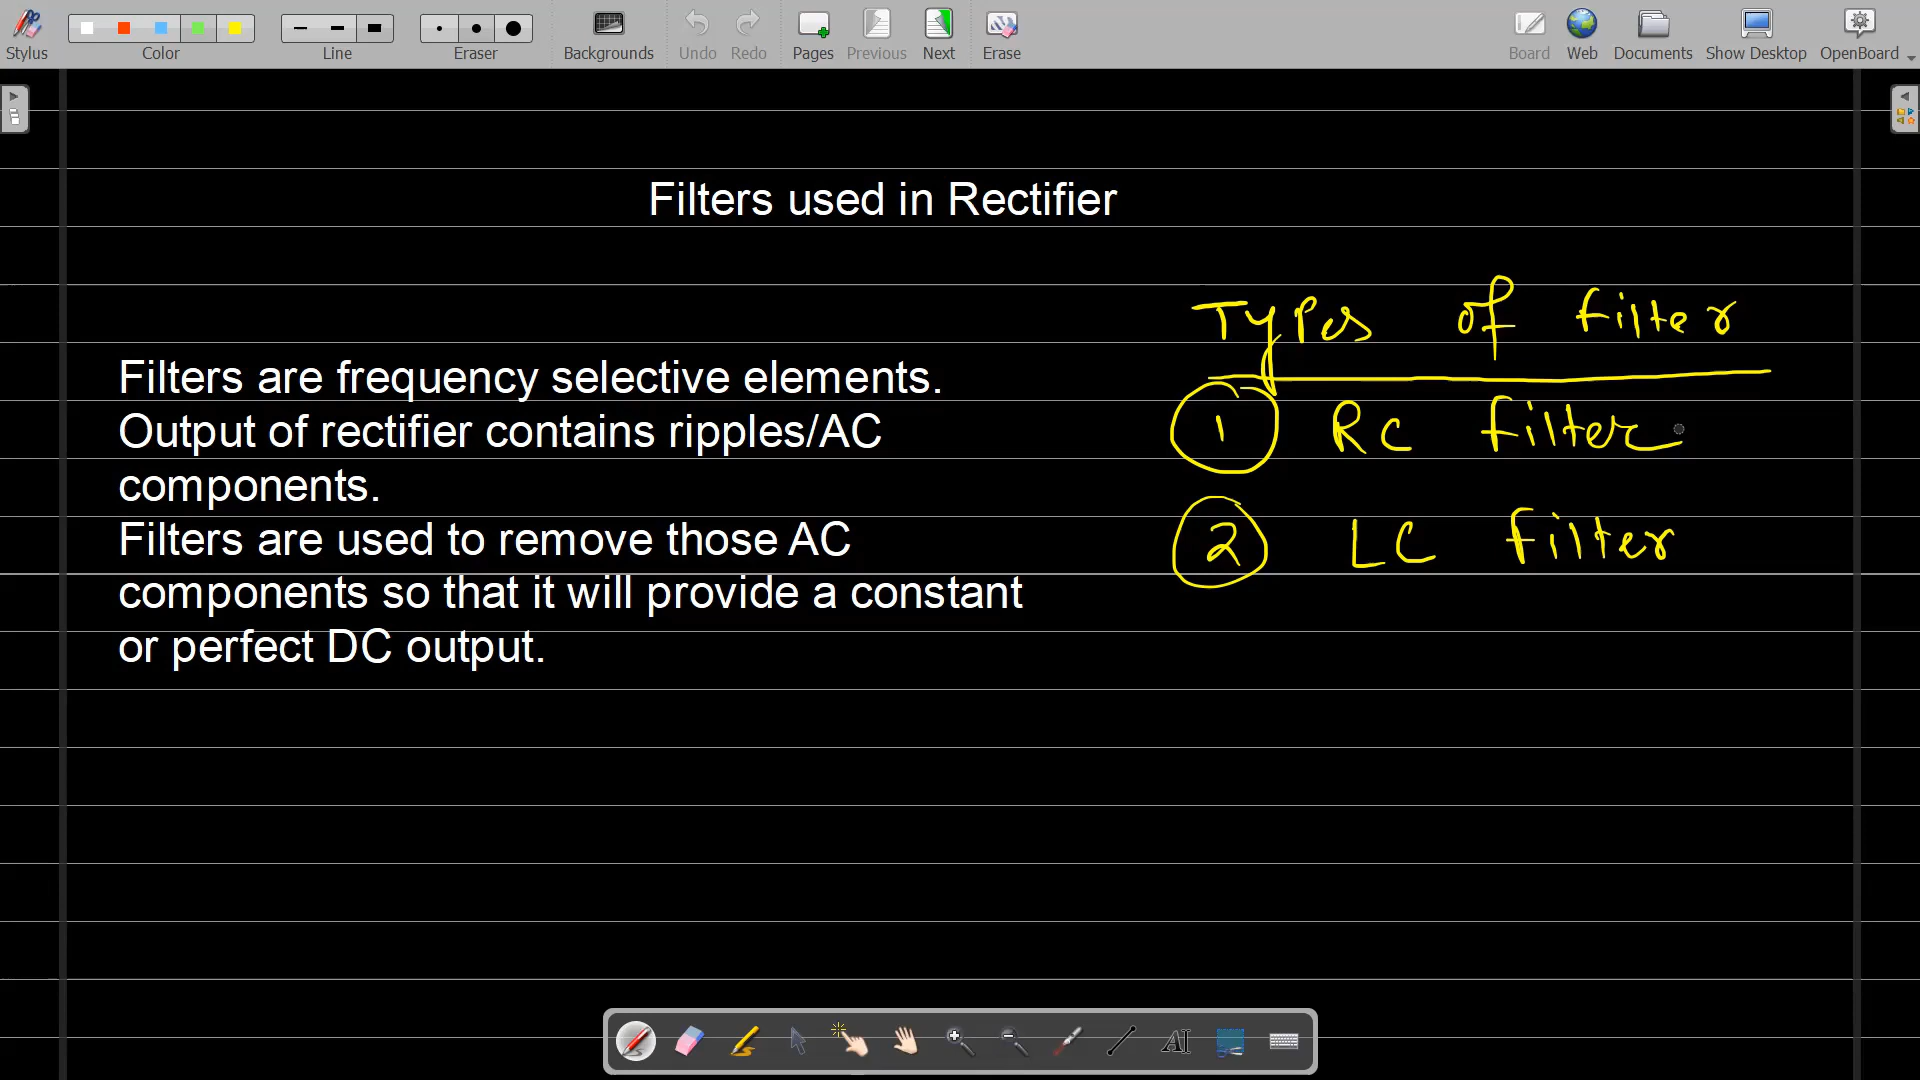 Stylus Color Line Eraser Backgrounds Undo Redo Pages Previous Next Erase Board Web Documents Show Desktop OpenBoard
Filters used in Rectifier
Types of filter
Filters are frequency selective elements.
Output of rectifier contains ripples/AC
components.
Filters are used to remove those AC
components so that it will provide a constant
or perfect DC output.
1 RC filter
2 LC filter
AI